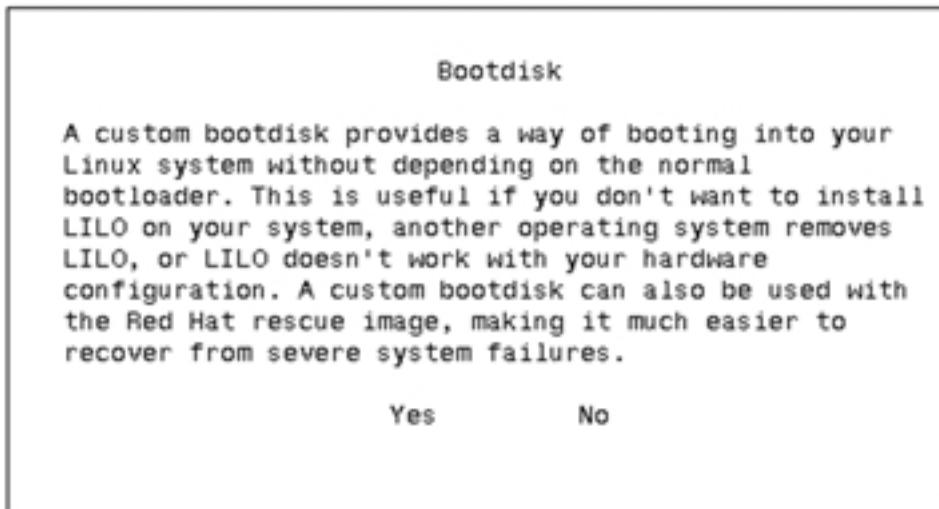 Bootdisk
A custom bootdisk provides a way of booting into your
Linux system without depending on the normal
bootloader. This is useful if you don't want to install
LILO on your system, another operating system removes
LILO, or LILO doesn't work with your hardware
configuration. A custom bootdisk can also be used with
the Red Hat rescue image, making it much easier to
recover from severe system failures.
Yes No